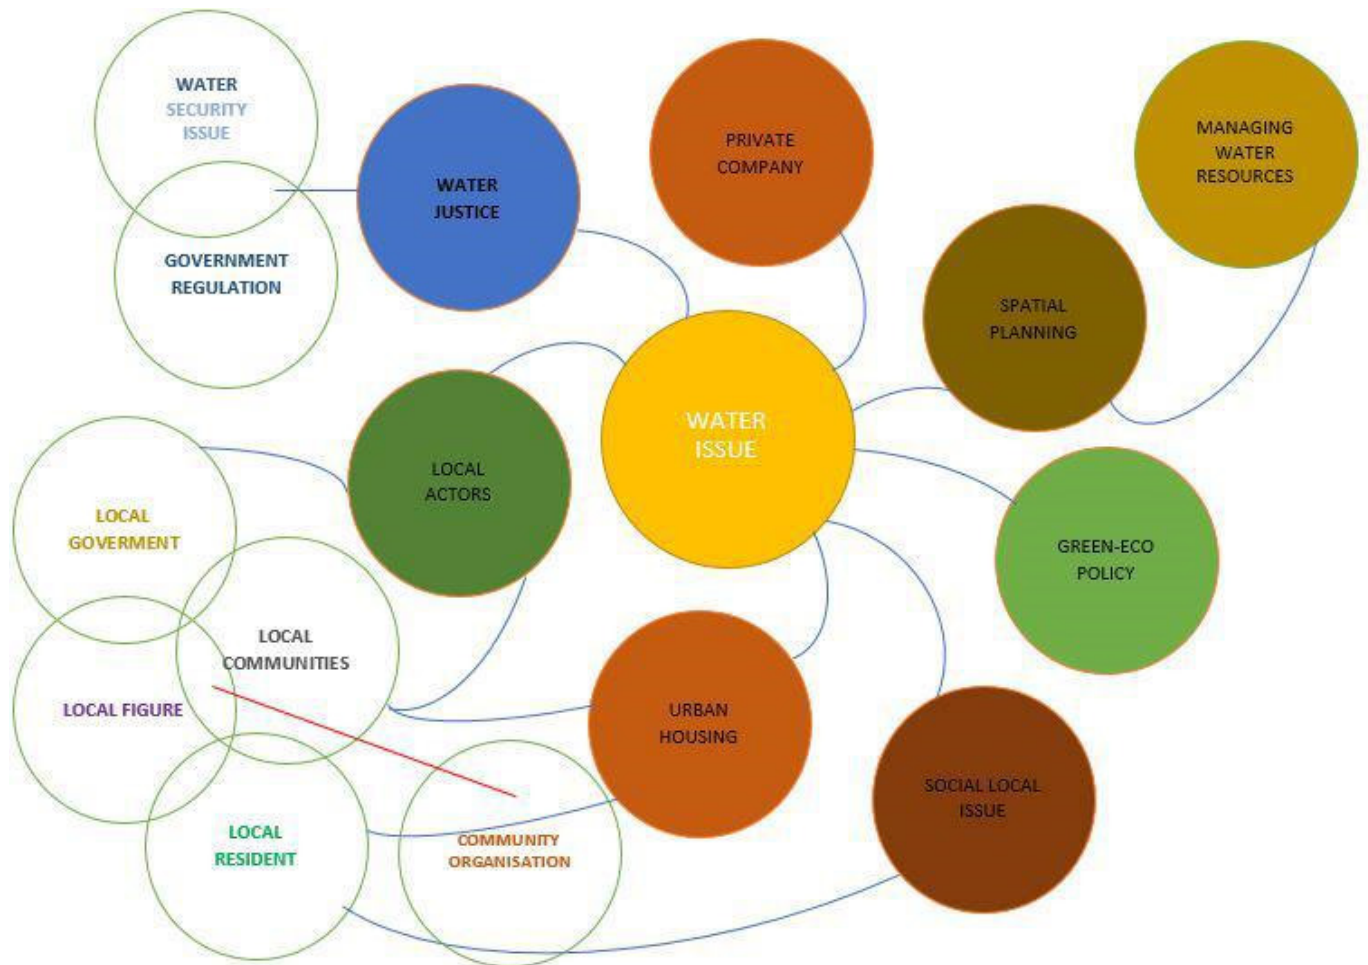 WATER
SECURITY
ISSUE
GOVERNMENT
REGULATION
WATER
JUSTICE
PRIVATE
COMPANY
MANAGING
WATER
RESOURCES
SPATIAL
PLANNING
WATER
ISSUE
LOCAL
ACTORS
LOCAL
GOVERMENT
GREEN-ECO
POLICY
LOCAL
COMMUNITIES
LOCAL FIGURE
URBAN
HOUSING
SOCIAL LOCAL
ISSUE
LOCAL
RESIDENT
COMMUNITY
ORGANISATION